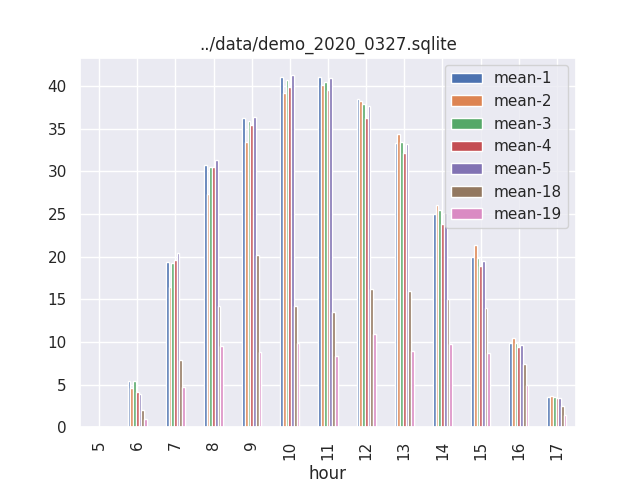 ../data/demo_2020_0327.sqlite
mean-1
mean-2
mean-3
mean-4
mean-5
mean-18
mean-19
40
35
30
25
20
15
10
5
0
5 6 7 8 9 10 11 12 13 14 15 16 17
hour